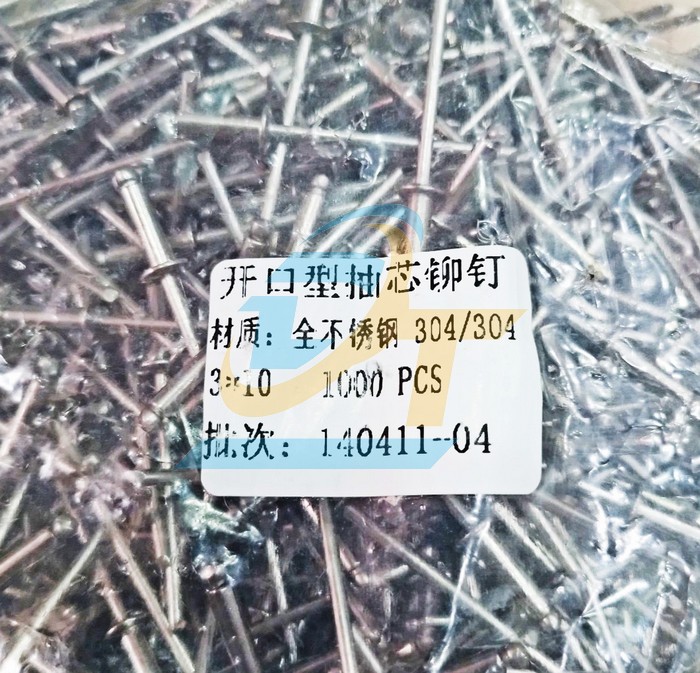 开口型抽芯铆钉
材质: 全不锈钢 304/304
3*10 1000 PCS
批次: 140411-04